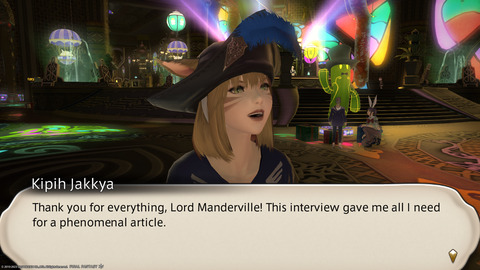 Kipih Jakkya
Thank you for everything, Lord Manderville! This interview gave me all I need
for a phenomenal article.